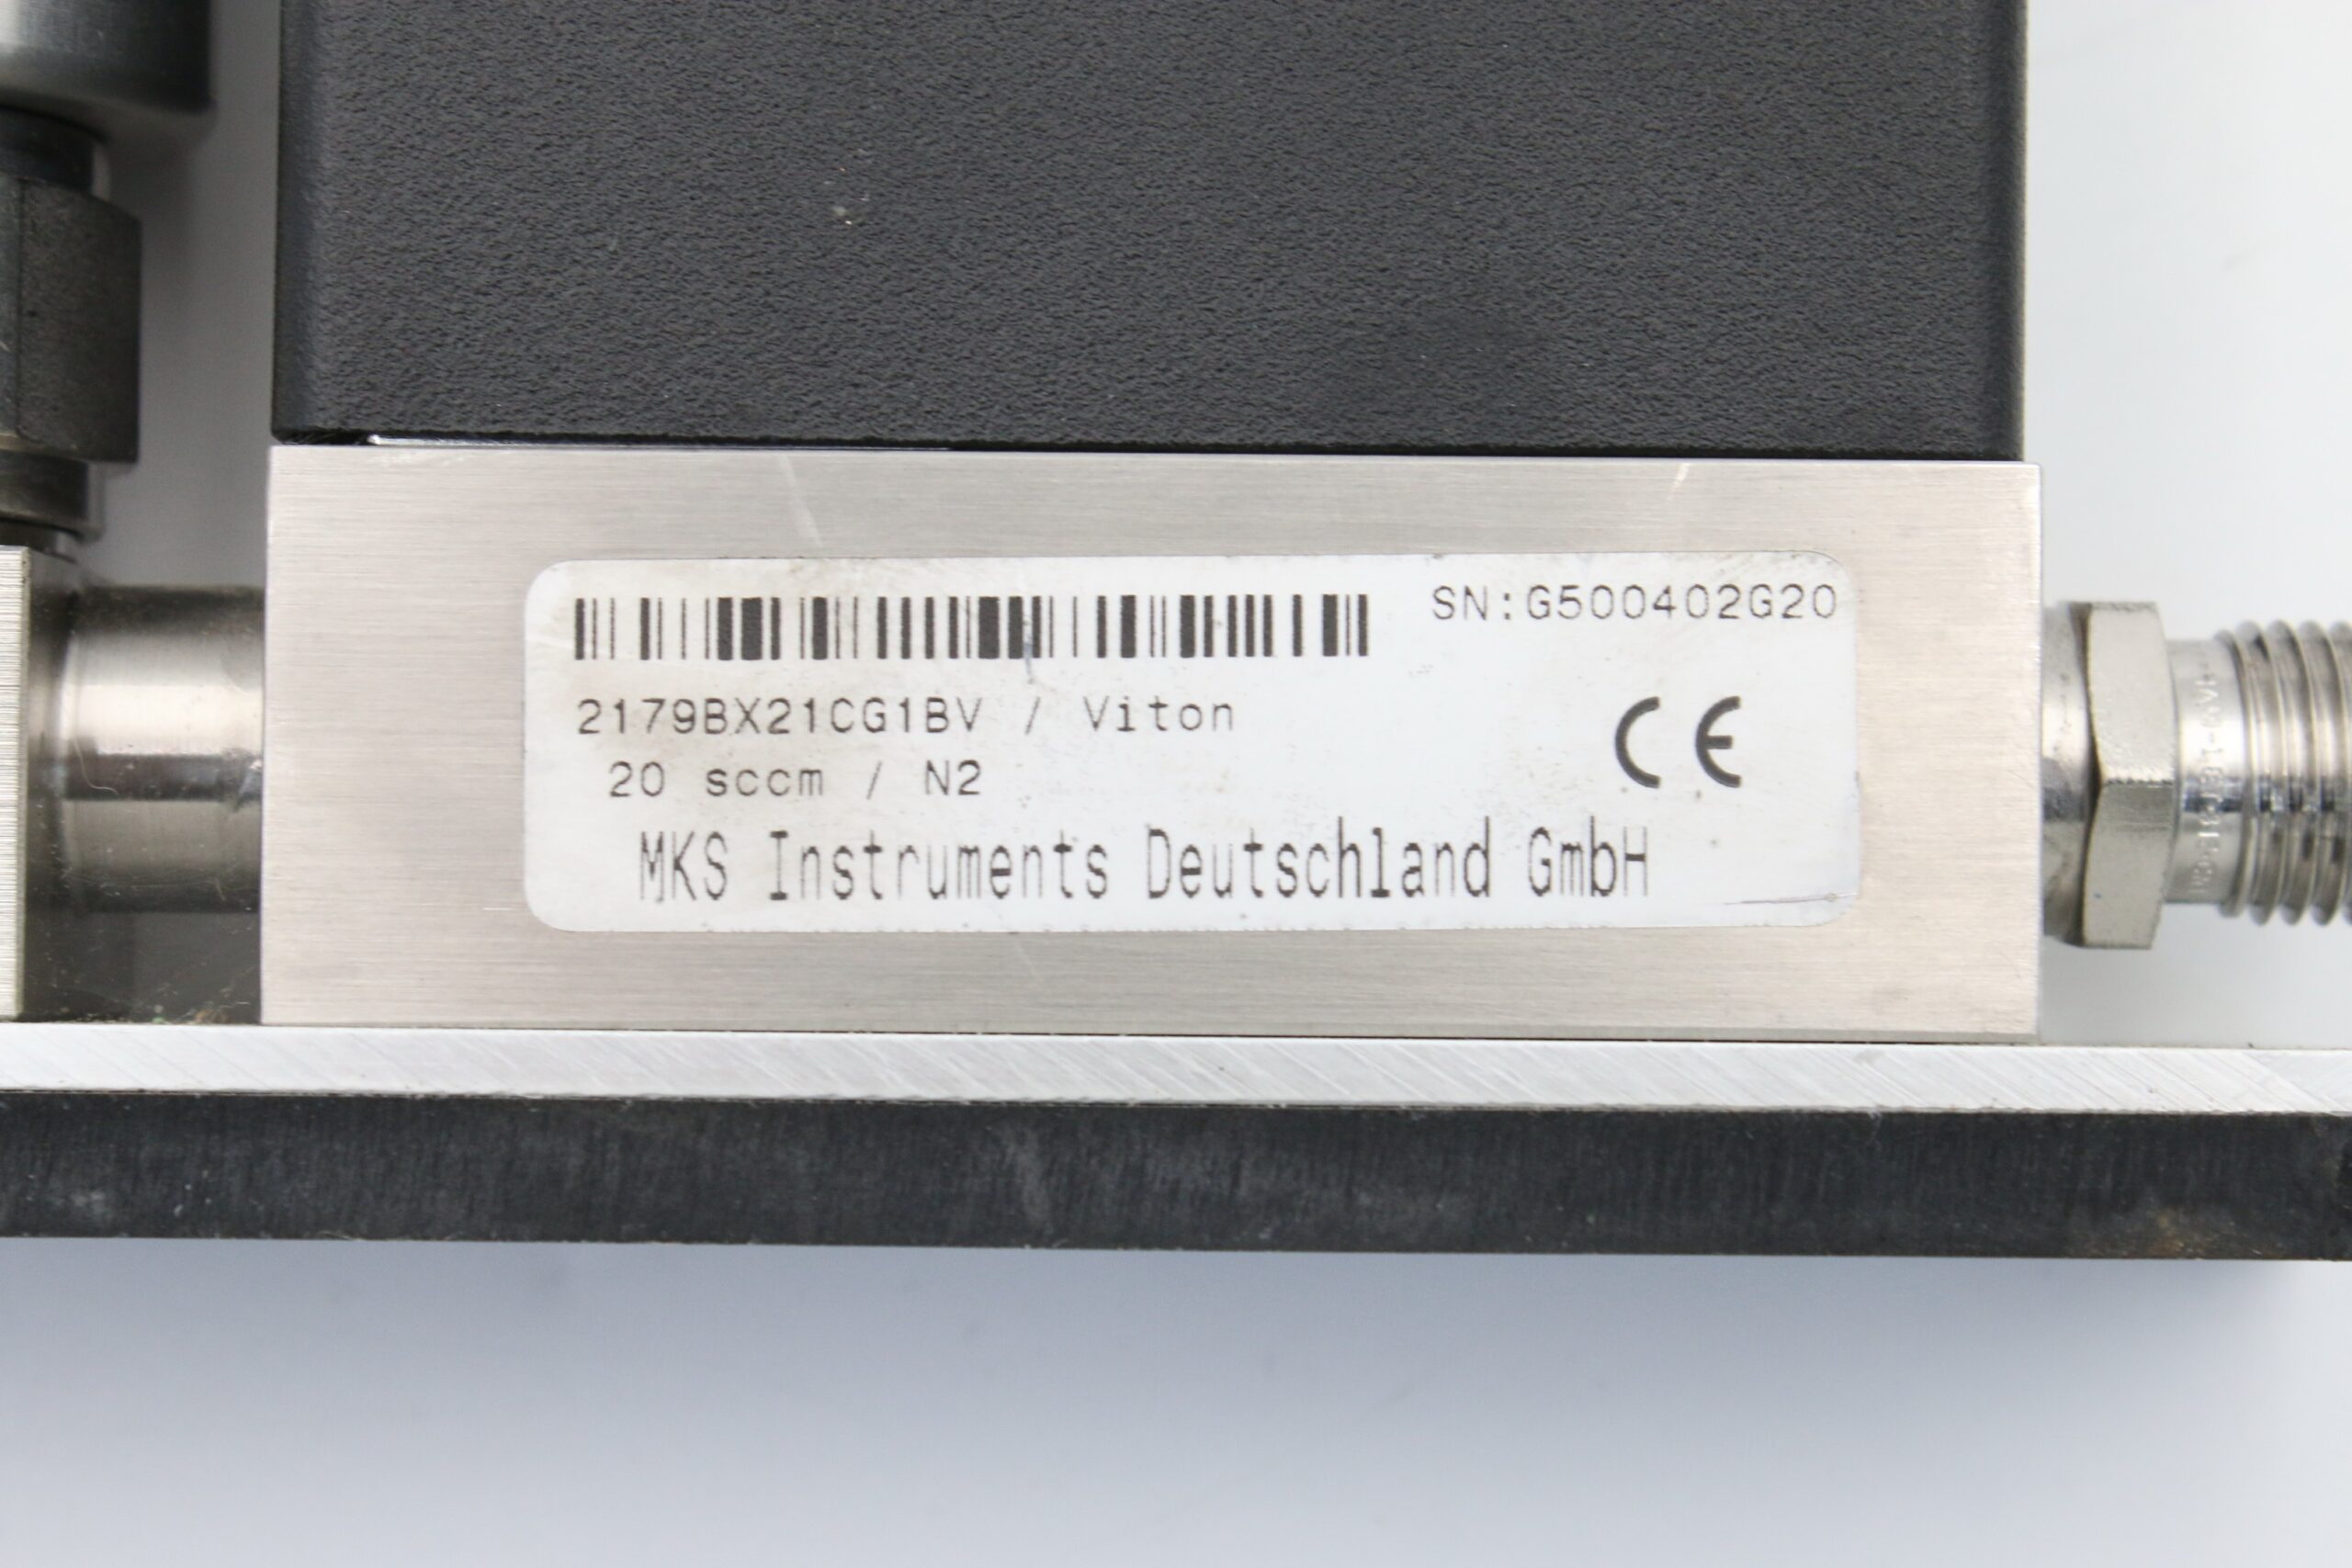 SN:G500402G20
2179BX21CG1BV / Viton
20 sccm / N2
CE
MKS Instruments Deutschland GmbH